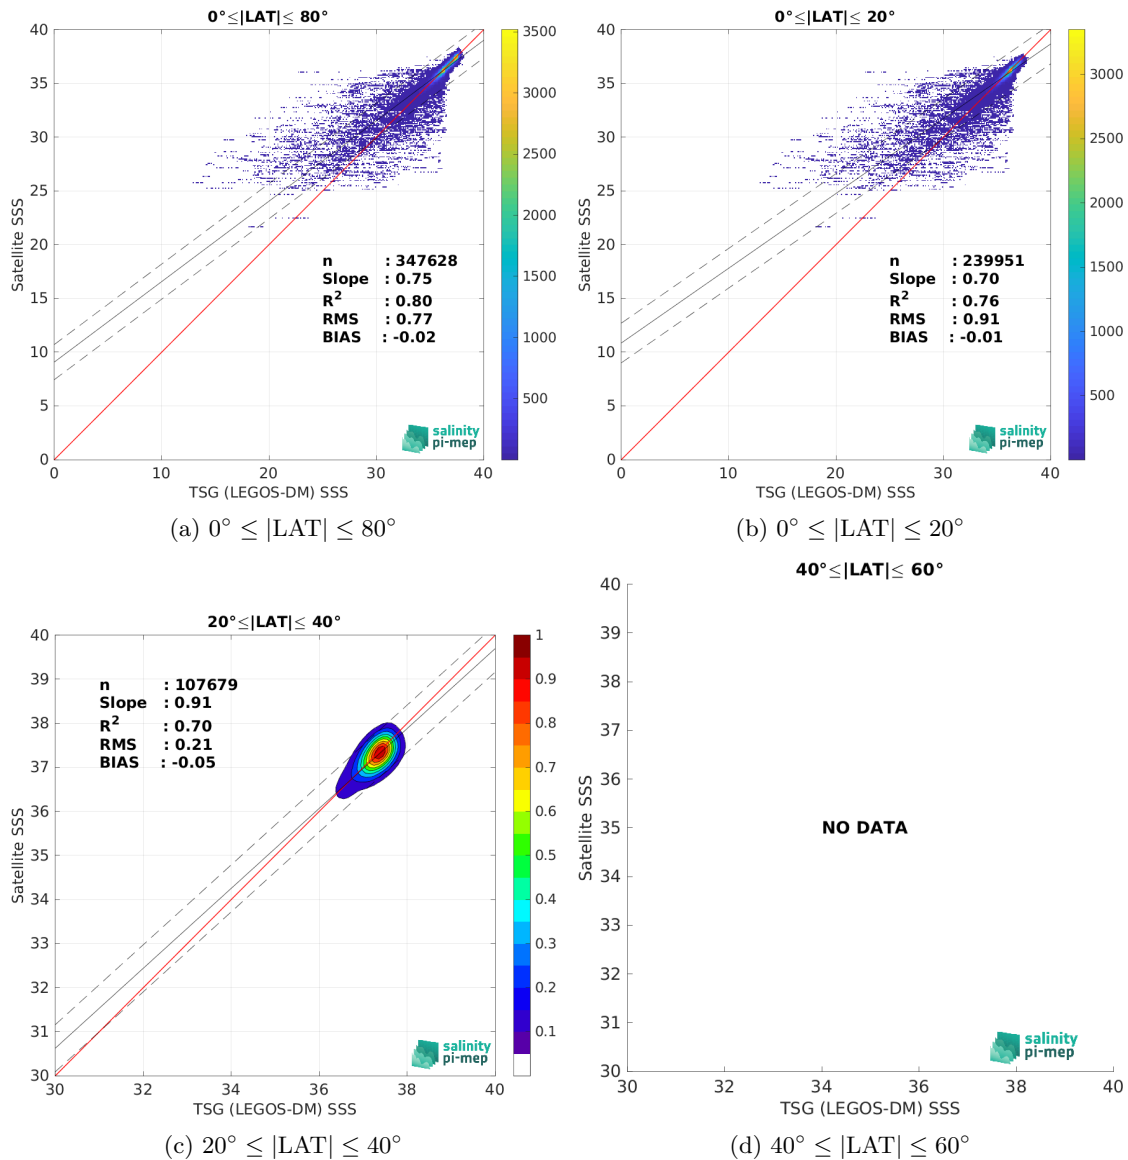 0°≤|LAT|≤ 80°
40
35
30
25
20
15
10
5
0
Satellite SSS
n : 347628
Slope : 0.75
R2 : 0.80
RMS : 0.77
BIAS : -0.02
salinity
pi-mep
0 10 20 30 40
TSG (LEGOS-DM) SSS
3500
3000
2500
2000
1500
1000
500
(a) 0° ≤ |LAT| ≤ 80°
0°≤|LAT|≤ 20°
40
35
30
25
20
15
10
5
0
Satellite SSS
n : 239951
Slope : 0.70
R2 : 0.76
RMS : 0.91
BIAS : -0.01
salinity
pi-mep
0 10 20 30 40
TSG (LEGOS-DM) SSS
3000
2500
2000
1500
1000
500
(b) 0° ≤ |LAT| ≤ 20°
20°≤|LAT|≤ 40°
40
39
38
37
36
35
34
33
32
31
30
Satellite SSS
n : 107679
Slope : 0.91
R2 : 0.70
RMS : 0.21
BIAS : -0.05
salinity
pi-mep
30 32 34 36 38 40
TSG (LEGOS-DM) SSS
1
0.9
0.8
0.7
0.6
0.5
0.4
0.3
0.2
0.1
(c) 20° ≤ |LAT| ≤ 40°
40°≤|LAT|≤ 60°
40
39
38
37
36
35
34
33
32
31
30
Satellite SSS
NO DATA
salinity
pi-mep
30 32 34 36 38 40
TSG (LEGOS-DM) SSS
(d) 40° ≤ |LAT| ≤ 60°